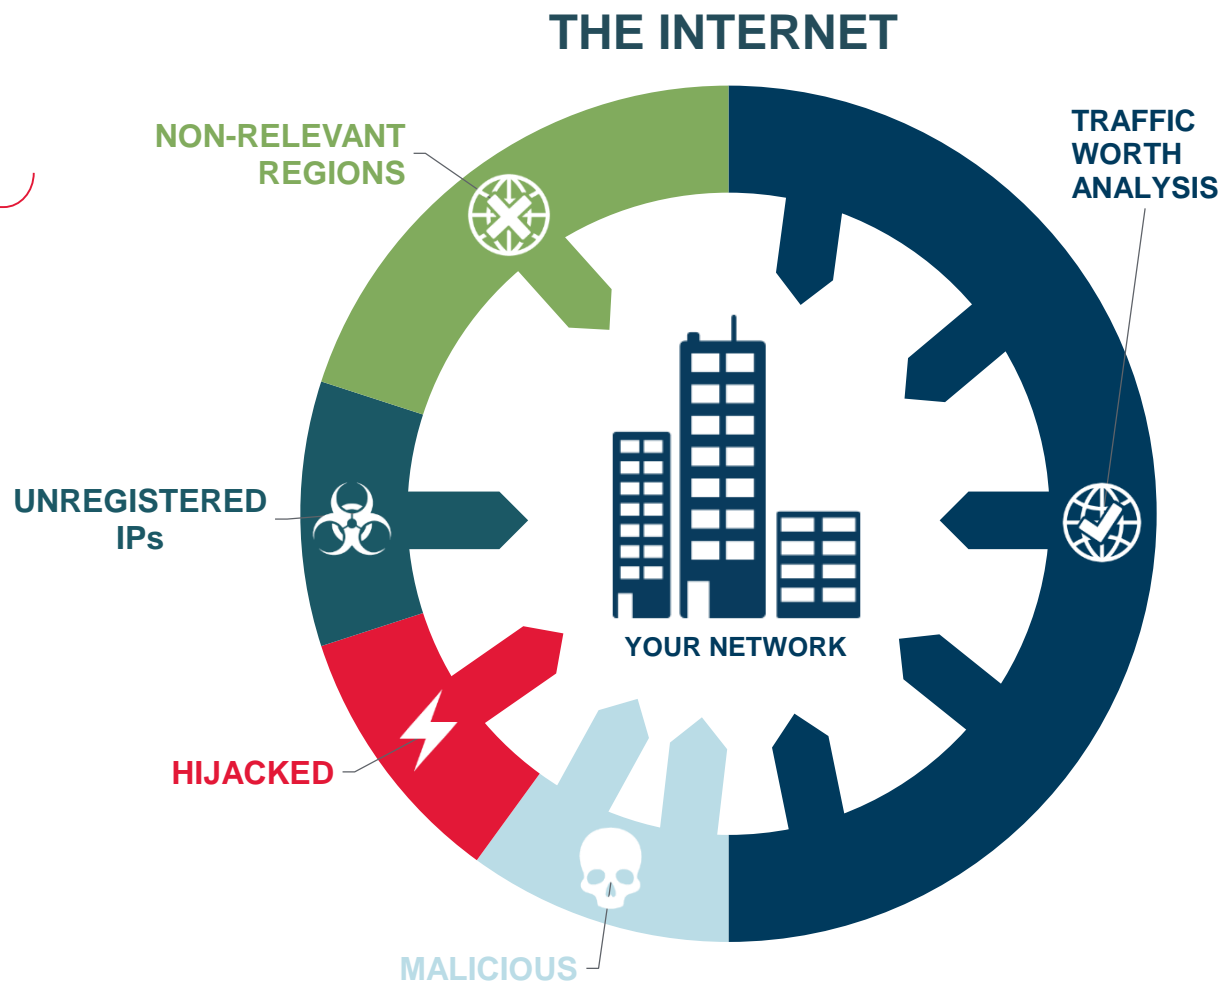 THE INTERNET
NON-RELEVANT
REGIONS
TRAFFIC
WORTH
ANALYSIS
UNREGISTERED
IPs
YOUR NETWORK
HIJACKED
MALICIOUS